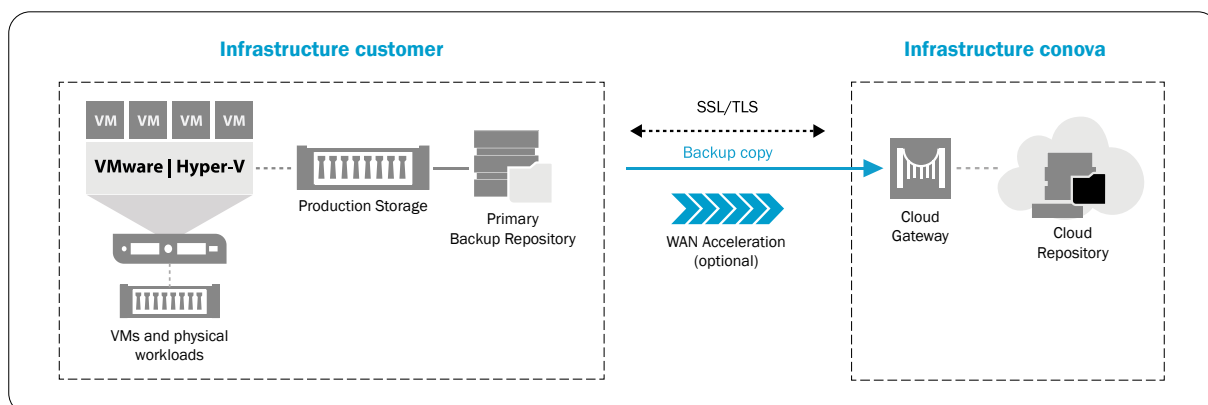 Infrastructure customer
Infrastructure conova
VM VM VM VM
VMware | Hyper-V
Production Storage
Primary
Backup Repository
VMs and physical
workloads
SSL/TLS
Backup copy
WAN Acceleration
(optional)
Cloud
Gateway
Cloud
Repository